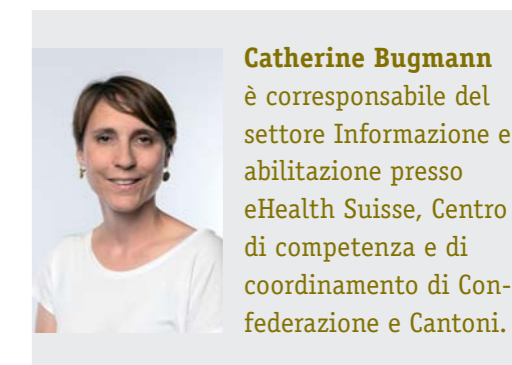 Catherine Bugmann
è corresponsabile del
settore Informazione e
abilitazione presso
eHealth Suisse, Centro
di competenza e di
coordinamento di Con-
federazione e Cantoni.